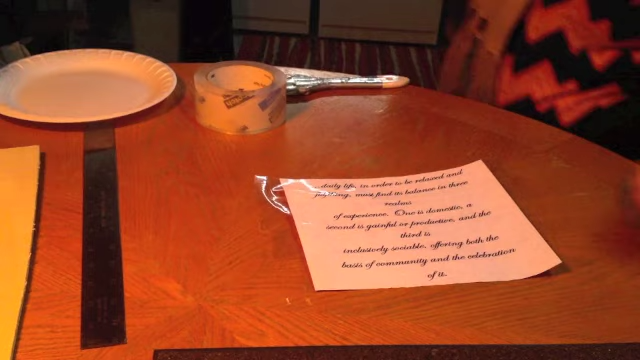 daily life, in order to be relaxed and
fulfilling, must find its balance in three
realms
of experience. One is domestic, a
second is gainful or productive, and the
third is
inclusively sociable, offering both the
basis of community and the celebration
of it.